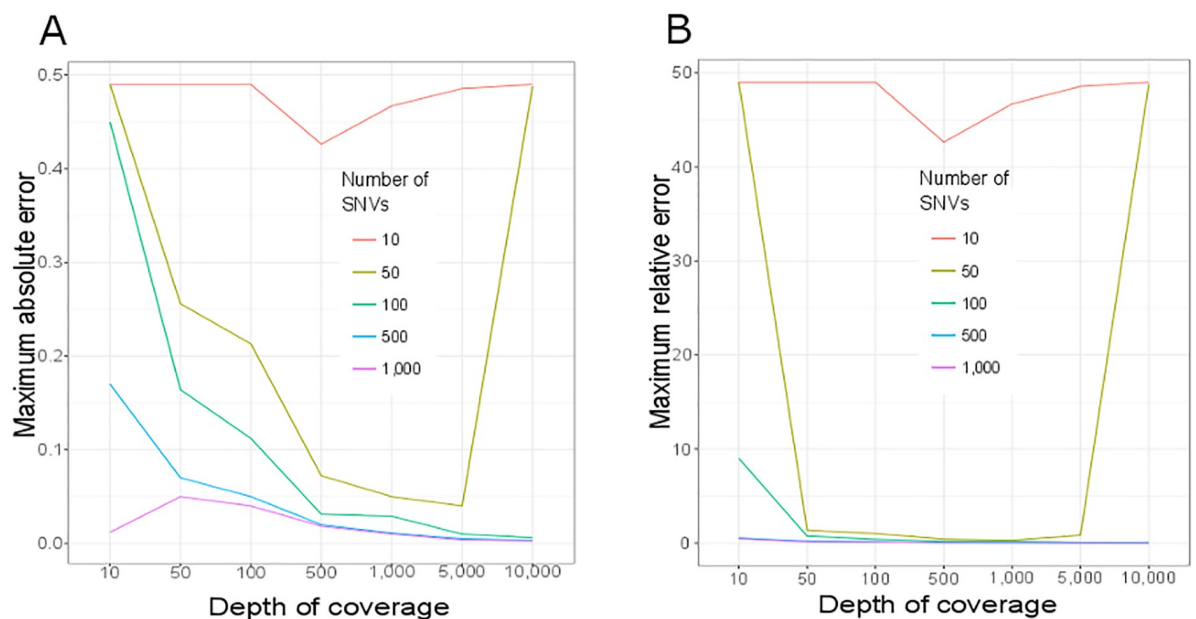 A
Maximum absolute error
0.5
0.4
0.3
0.2
0.1
0.0
Number of
SNVs
10
50
100
500
1,000
10 50 100 500 1,000 5,000 10,000
Depth of coverage
B
Maximum relative error
50
40
30
20
10
0
Number of
SNVs
10
50
100
500
1,000
10 50 100 500 1,000 5,000 10,000
Depth of coverage